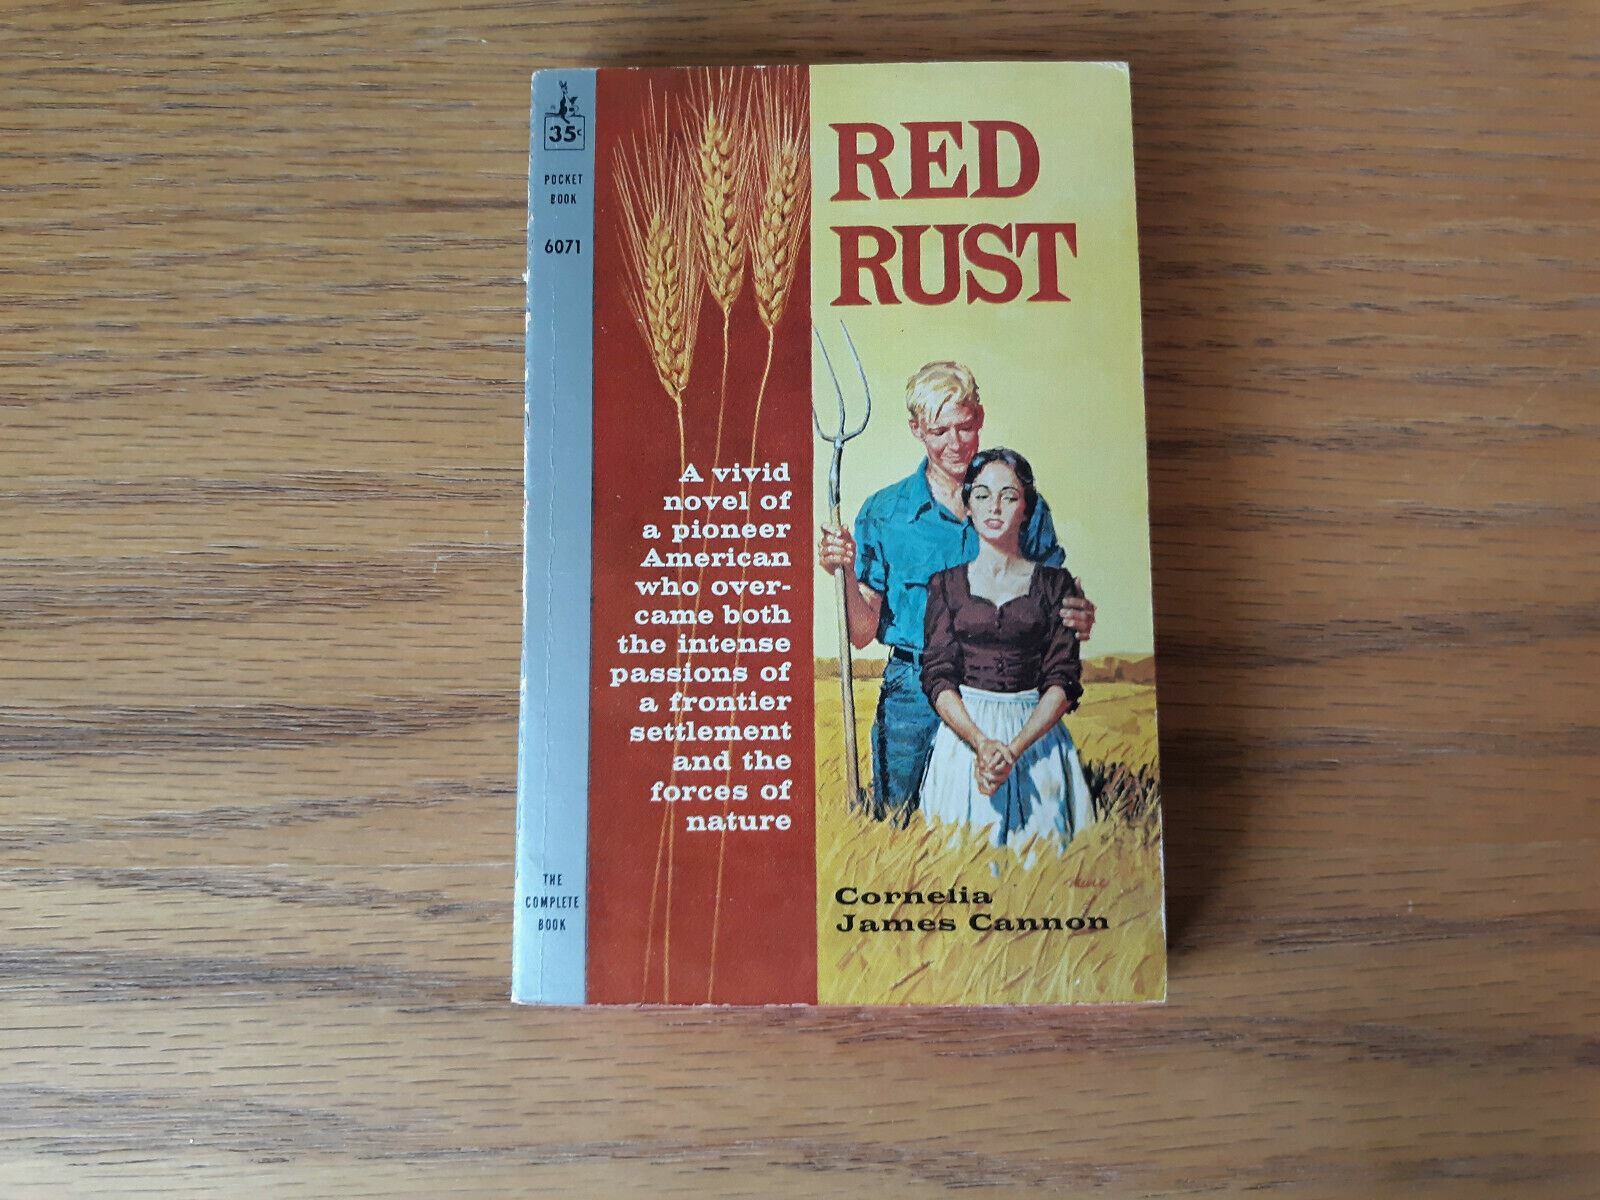 35c
POCKET
BOOK
6071
RED
RUST
A vivid
novel of
a pioneer
American
who over-
came both
the intense
passions of
a frontier
settlement
and the
forces of
nature
THE
COMPLETE
BOOK
Cornelia
James Cannon